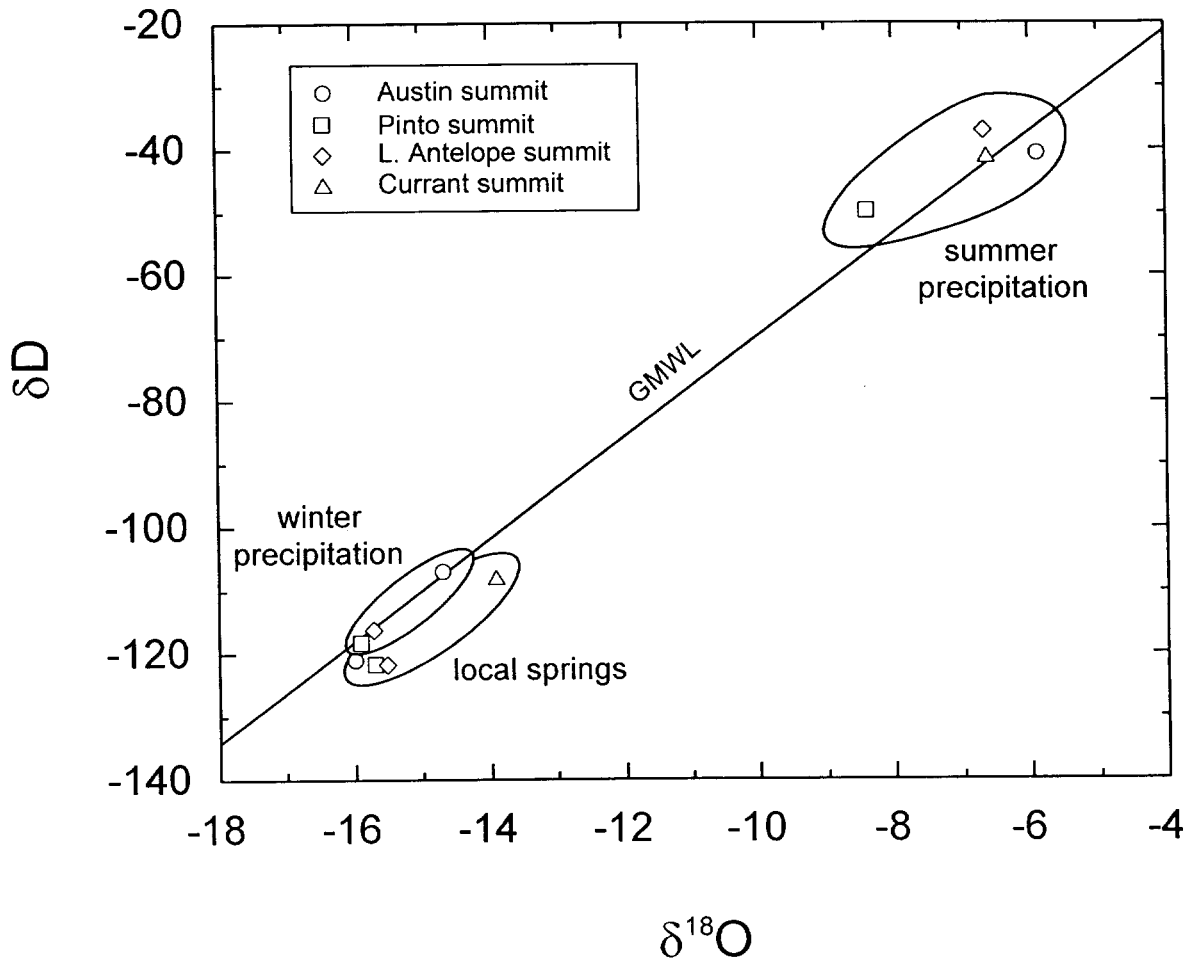 -20
-40
-60
-80
-100
-120
-140
δD
Austin summit
Pinto summit
L. Antelope summit
Currant summit
summer
precipitation
GMWL
winter
precipitation
local springs
-18 -16 -14 -12 -10 -8 -6 -4
δ¹⁸O